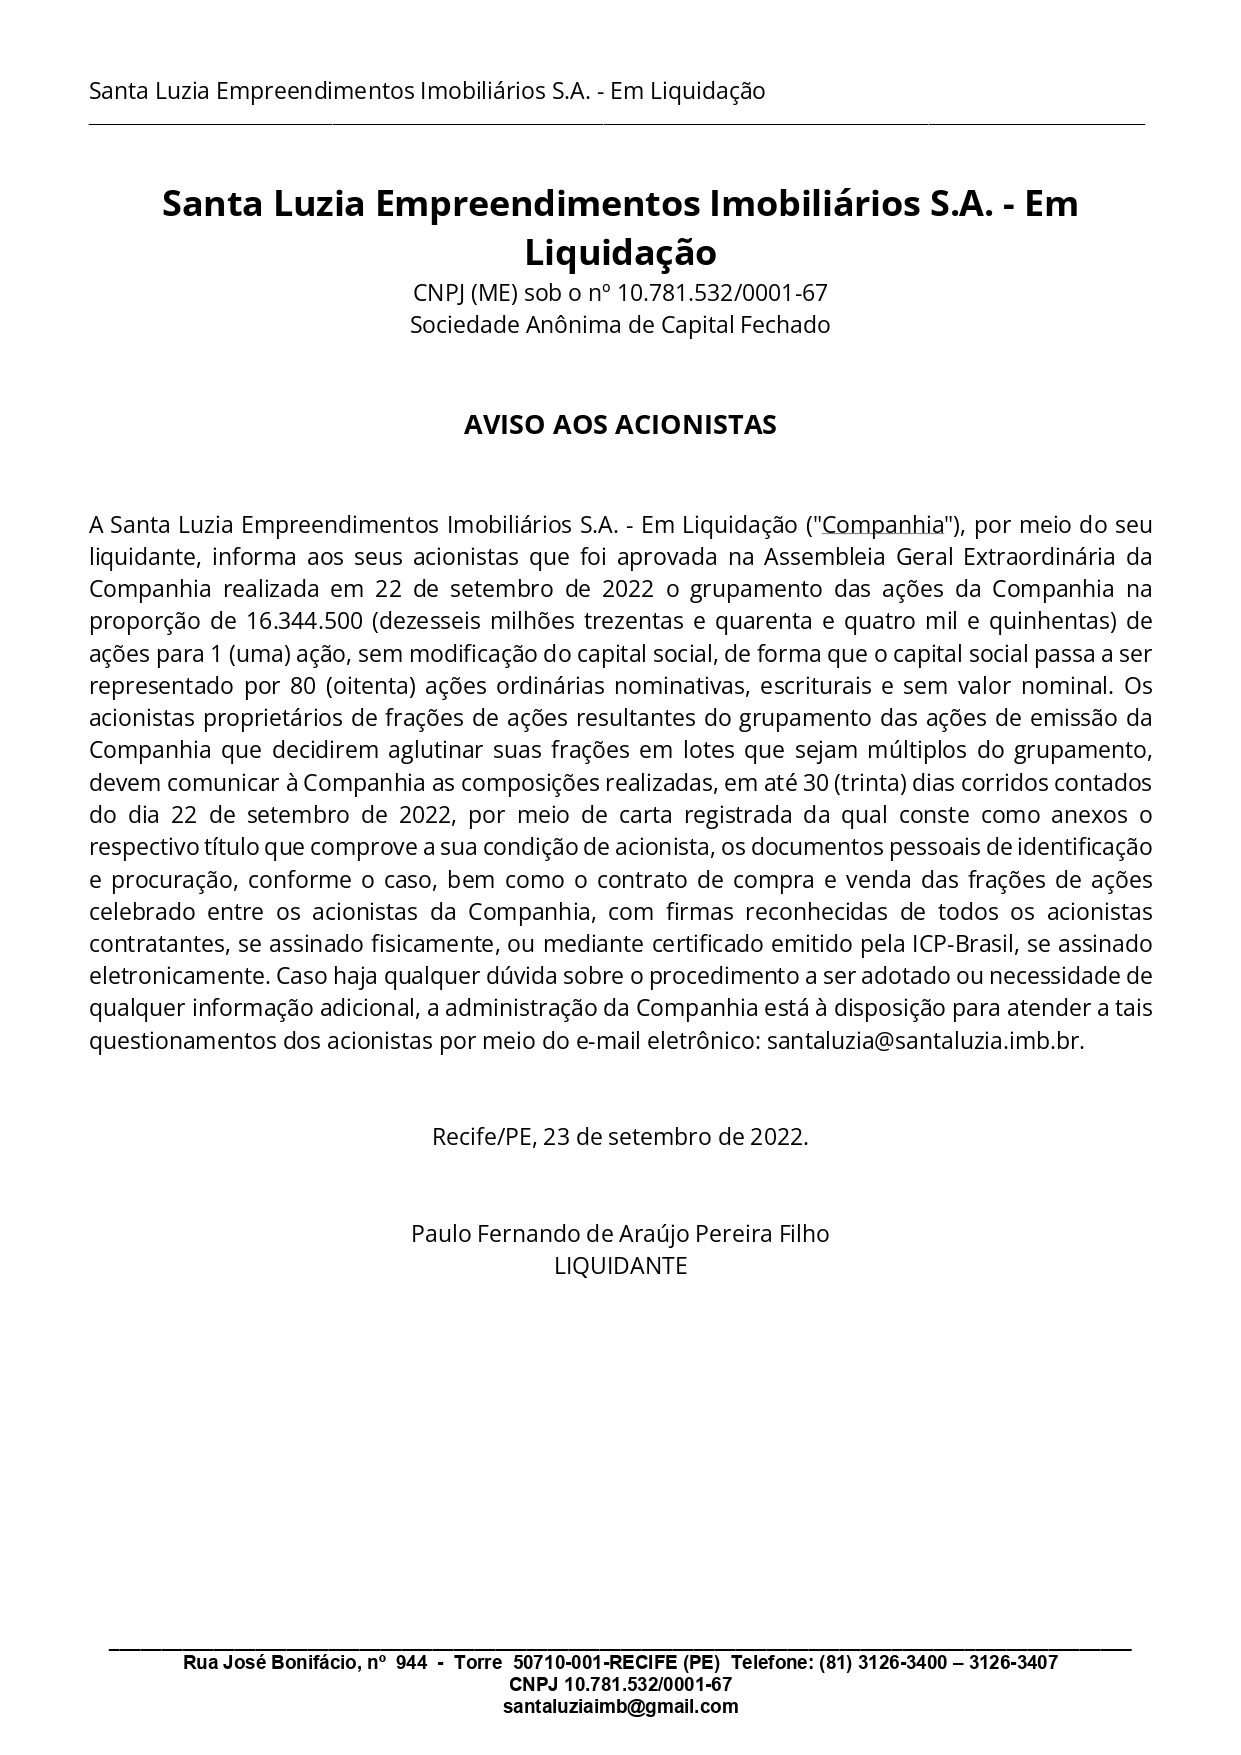 Santa Luzia Empreendimentos Imobiliários S.A. - Em Liquidação
Santa Luzia Empreendimentos Imobiliários S.A. - Em
Liquidação
CNPJ (ME) sob o nº 10.781.532/0001-67
Sociedade Anônima de Capital Fechado
AVISO AOS ACIONISTAS
A Santa Luzia Empreendimentos Imobiliários S.A. - Em Liquidação ("Companhia"), por meio do seu
liquidante, informa aos seus acionistas que foi aprovada na Assembleia Geral Extraordinária da
Companhia realizada em 22 de setembro de 2022 o grupamento das ações da Companhia na
proporção de 16.344.500 (dezesseis milhões trezentas e quarenta e quatro mil e quinhentas) de
ações para 1 (uma) ação, sem modificação do capital social, de forma que o capital social passa a ser
representado por 80 (oitenta) ações ordinárias nominativas, escriturais e sem valor nominal. Os
acionistas proprietários de frações de ações resultantes do grupamento das ações de emissão da
Companhia que decidirem aglutinar suas frações em lotes que sejam múltiplos do grupamento,
devem comunicar à Companhia as composições realizadas, em até 30 (trinta) dias corridos contados
do dia 22 de setembro de 2022, por meio de carta registrada da qual conste como anexos o
respectivo título que comprove a sua condição de acionista, os documentos pessoais de identificação
e procuração, conforme o caso, bem como o contrato de compra e venda das frações de ações
celebrado entre os acionistas da Companhia, com firmas reconhecidas de todos os acionistas
contratantes, se assinado fisicamente, ou mediante certificado emitido pela ICP-Brasil, se assinado
eletronicamente. Caso haja qualquer dúvida sobre o procedimento a ser adotado ou necessidade de
qualquer informação adicional, a administração da Companhia está à disposição para atender a tais
questionamentos dos acionistas por meio do e-mail eletrônico: santaluzia@santaluzia.imb.br.
Recife/PE, 23 de setembro de 2022.
Paulo Fernando de Araújo Pereira Filho
LIQUIDANTE
Rua José Bonifácio, nº 944 - Torre 50710-001-RECIFE (PE) Telefone: (81) 3126-3400 – 3126-3407
CNPJ 10.781.532/0001-67
santaluziaimb@gmail.com